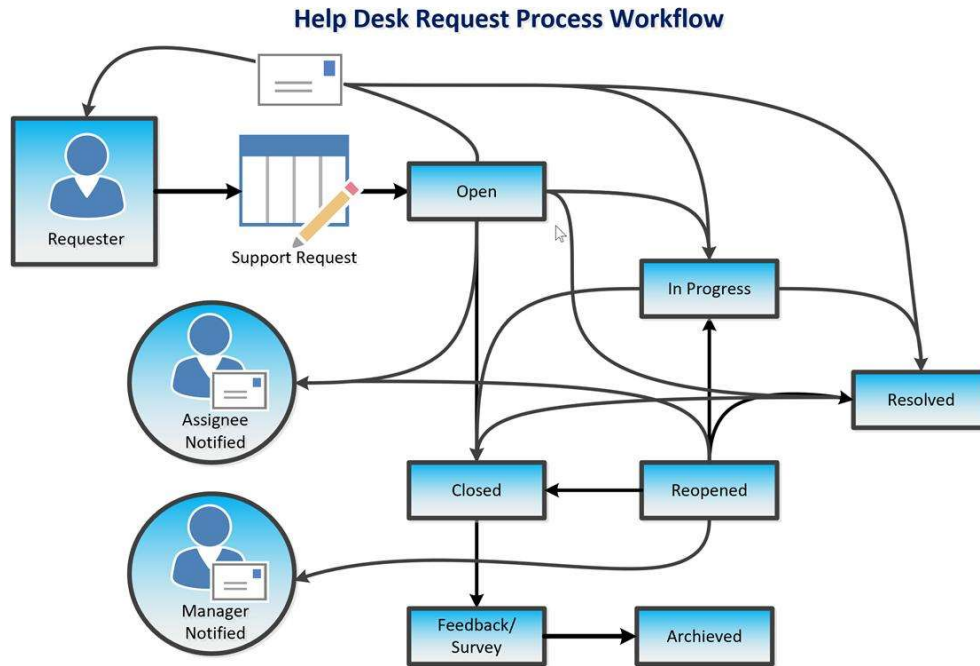 Help Desk Request Process Workflow
Requester
Support Request
Open
In Progress
Assignee
Notified
Resolved
Closed
Reopened
Manager
Notified
Feedback/
Survey
Archieved